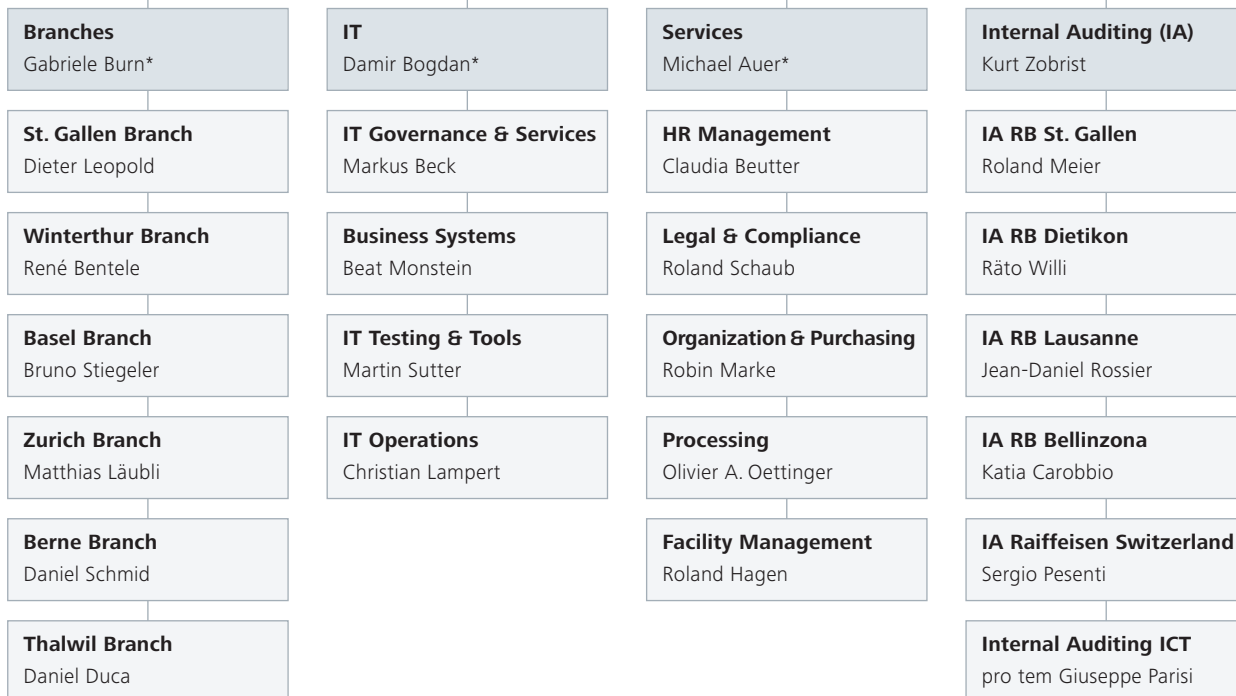 Branches
Gabriele Burn*
St. Gallen Branch
Dieter Leopold
Winterthur Branch
René Bentele
Basel Branch
Bruno Stiegeler
Zurich Branch
Matthias Läubli
Berne Branch
Daniel Schmid
Thalwil Branch
Daniel Duca
IT
Damir Bogdan*
IT Governance & Services
Markus Beck
Business Systems
Beat Monstein
IT Testing & Tools
Martin Sutter
IT Operations
Christian Lampert
Services
Michael Auer*
HR Management
Claudia Beutter
Legal & Compliance
Roland Schaub
Organization & Purchasing
Robin Marke
Processing
Olivier A. Oettinger
Facility Management
Roland Hagen
Internal Auditing (IA)
Kurt Zobrist
IA RB St. Gallen
Roland Meier
IA RB Dietikon
Räto Willi
IA RB Lausanne
Jean-Daniel Rossier
IA RB Bellinzona
Katia Carobbio
IA Raiffeisen Switzerland
Sergio Pesenti
Internal Auditing ICT
pro tem Giuseppe Parisi